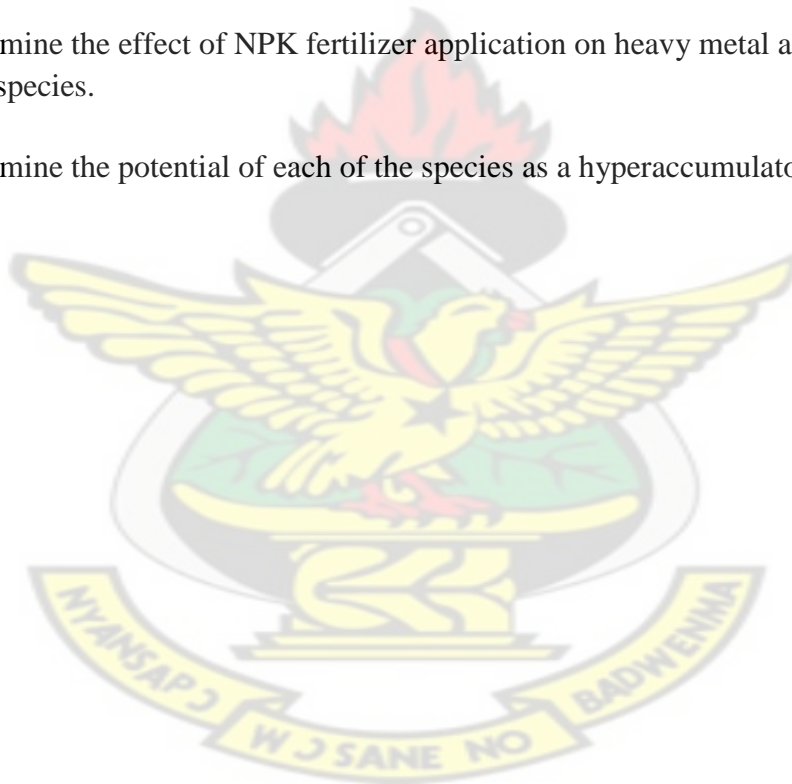 mine the effect of NPK fertilizer application on heavy metal a
species.
mine the potential of each of the species as a hyperaccumulato
NYANSAPƆ
WƆ SANE NO
BADWENMA